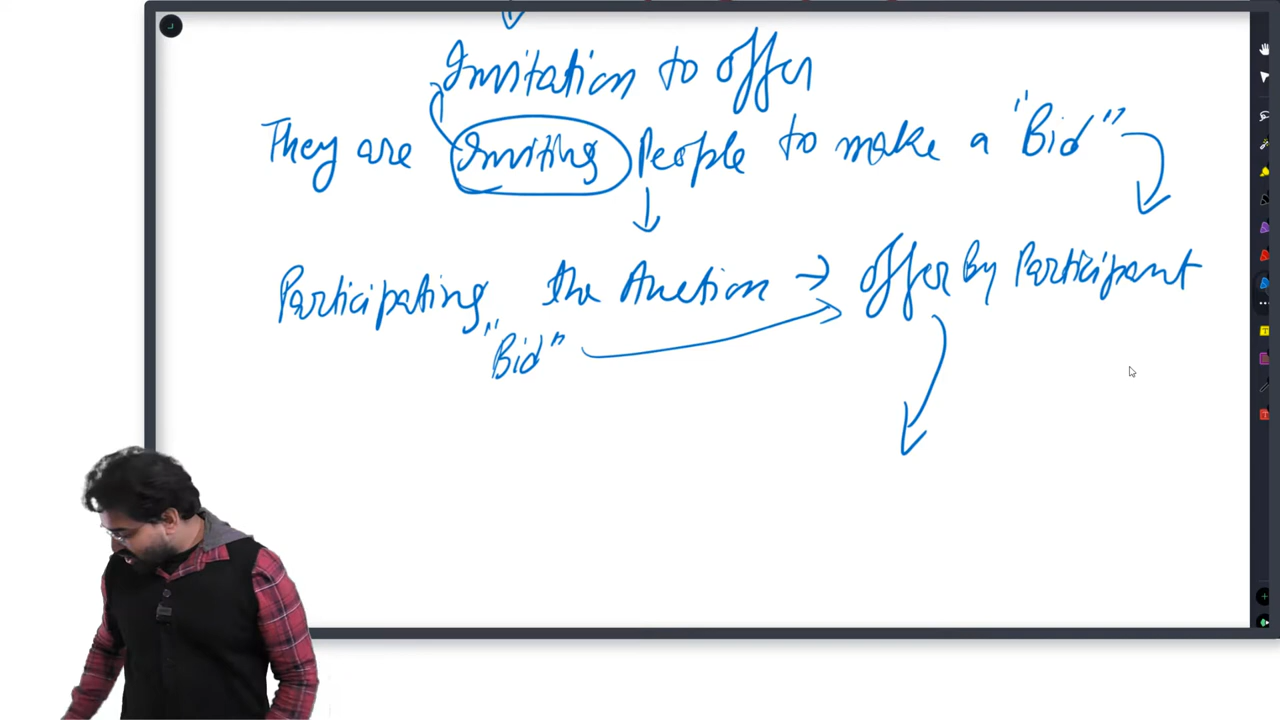 Invitation to offer
They are Inviting People to make a "Bid"
Participating the Auction → offer By Participant
"Bid"